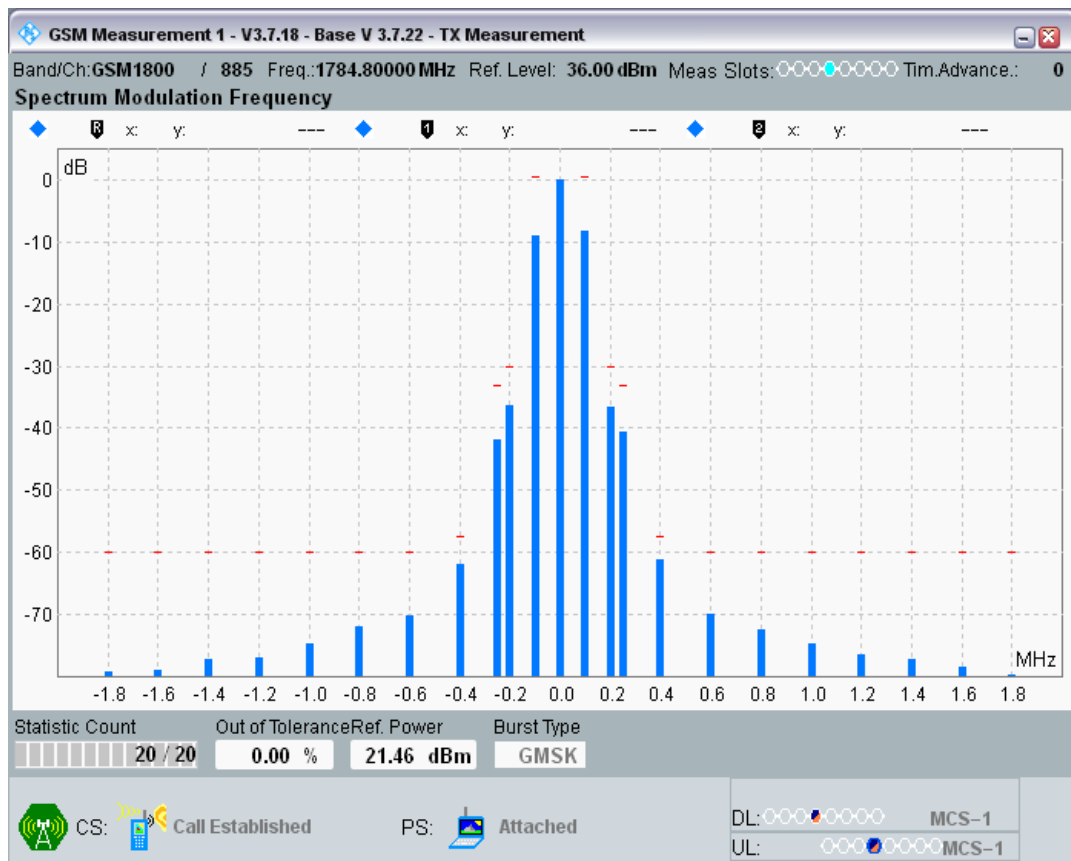 GSM Measurement 1 - V3.7.18 - Base V 3.7.22 - TX Measurement
Band/Ch:GSM1800 / 885 Freq.:1784.80000 MHz Ref. Level: 36.00 dBm Meas Slots: Tim.Advance.: 0
Spectrum Modulation Frequency
R x: y: --- 1 x: y: --- 2 x: y: ---
dB
0
-10
-20
-30
-40
-50
-60
-70
MHz
-1.8 -1.6 -1.4 -1.2 -1.0 -0.8 -0.6 -0.4 -0.2 0.0 0.2 0.4 0.6 0.8 1.0 1.2 1.4 1.6 1.8
Statistic Count Out of Tolerance Ref. Power Burst Type
20 / 20 0.00 % 21.46 dBm GMSK
CS: Call Established PS: Attached
DL: MCS-1
UL: MCS-1